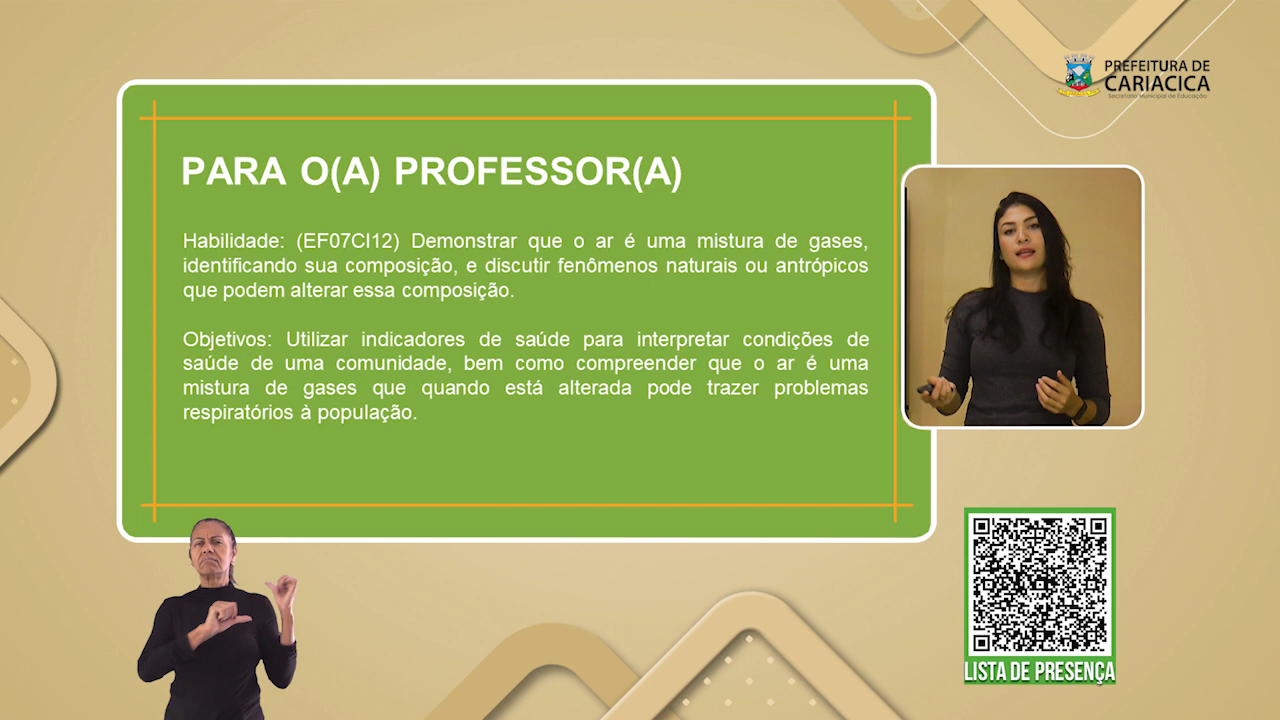 PREFEITURA DE
CARIACICA
Secretaria Municipal de Educação
PARA O(A) PROFESSOR(A)
Habilidade: (EF07CI12) Demonstrar que o ar é uma mistura de gases,
identificando sua composição, e discutir fenômenos naturais ou antrópicos
que podem alterar essa composição.
Objetivos: Utilizar indicadores de saúde para interpretar condições de
saúde de uma comunidade, bem como compreender que o ar é uma
mistura de gases que quando está alterada pode trazer problemas
respiratórios à população.
LISTA DE PRESENÇA